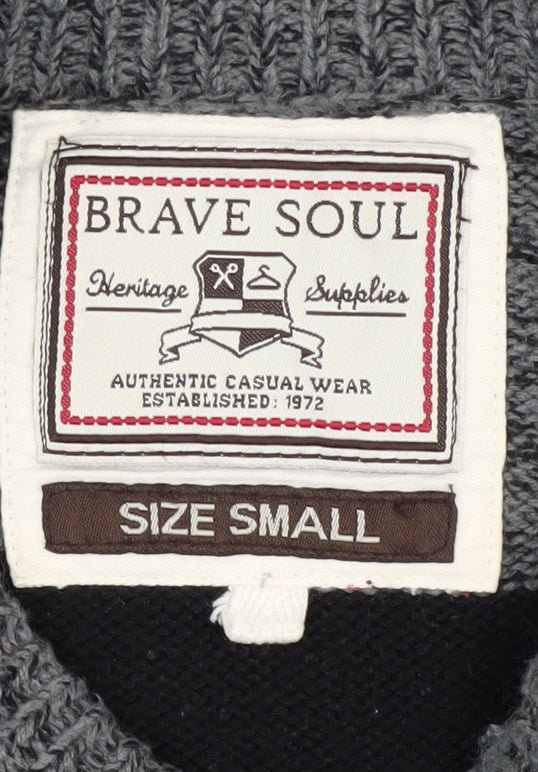 BRAVE SOUL
Heritage Supplies
AUTHENTIC CASUAL WEAR
ESTABLISHED: 1972
SIZE SMALL